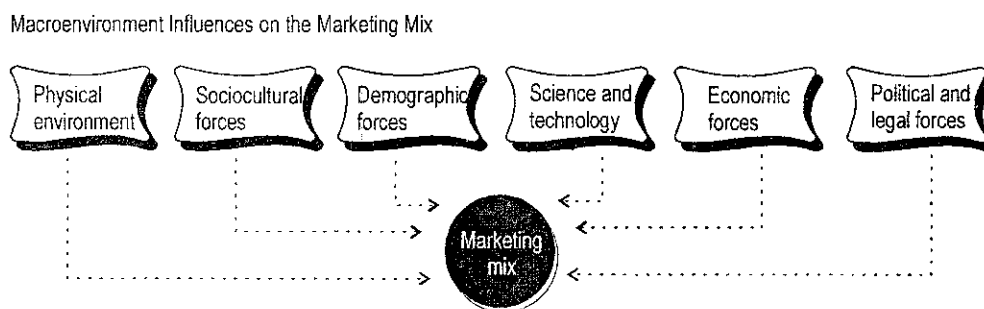 Macroenvironment Influences on the Marketing Mix
Physical
environment
Sociocultural
forces
Demographic
forces
Science and
technology
Economic
forces
Political and
legal forces
Marketing
mix